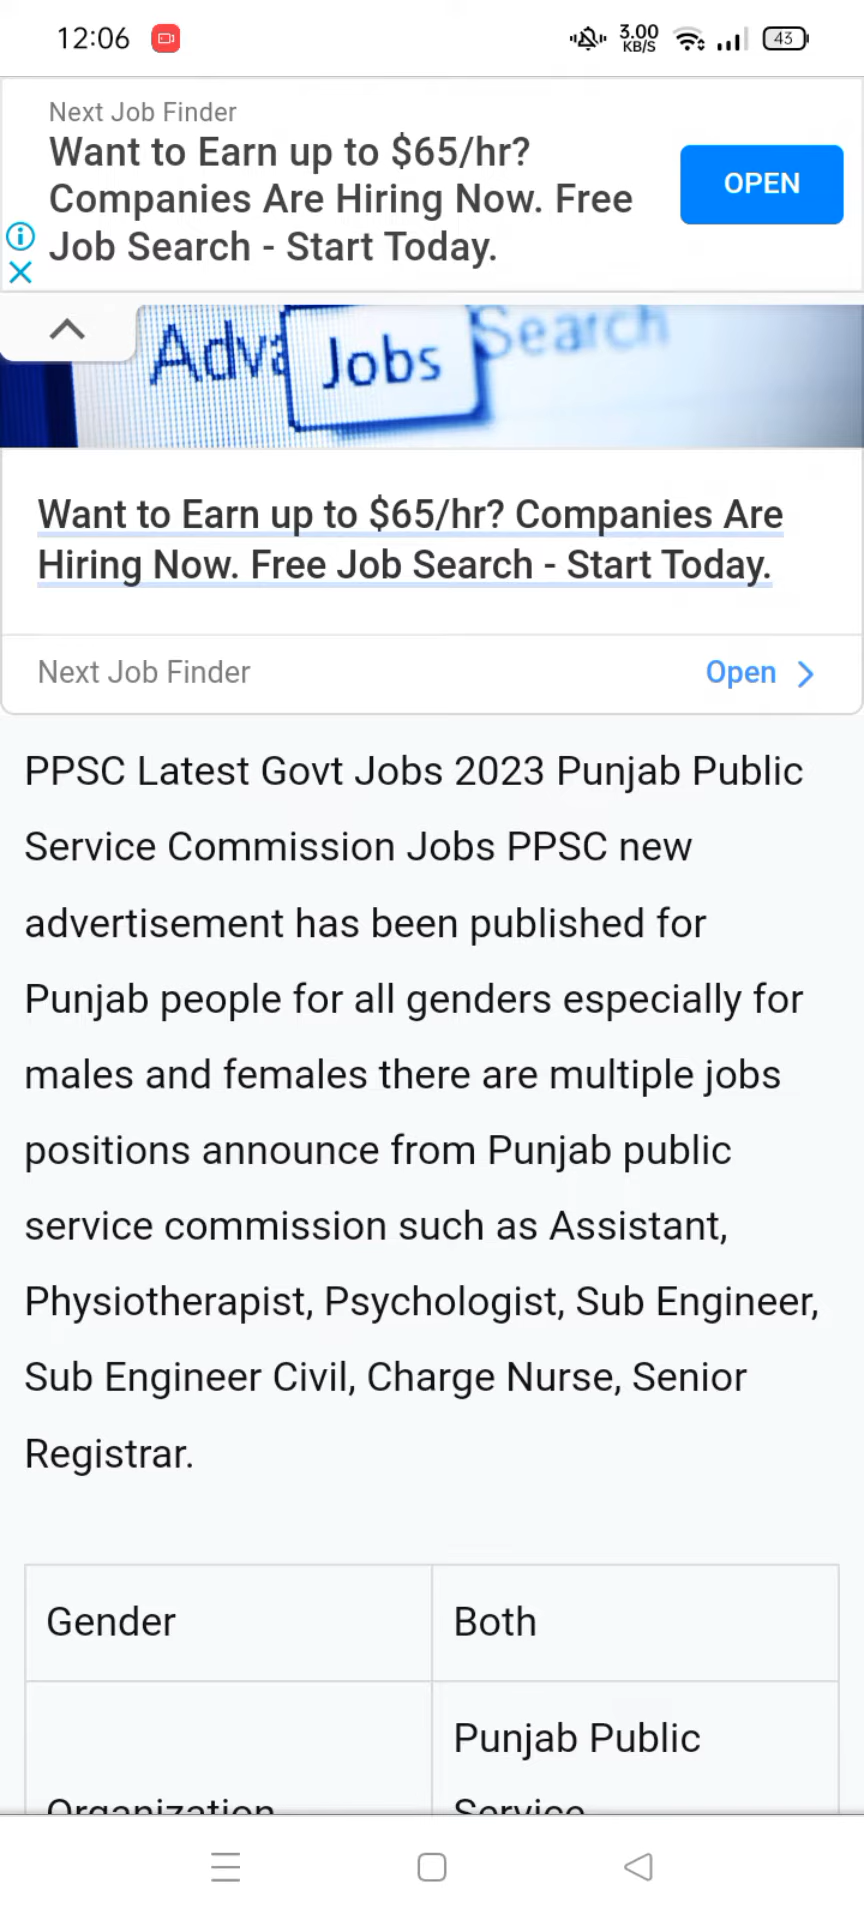 12:06
3.00
KB/S
43
Next Job Finder
Want to Earn up to $65/hr?
Companies Are Hiring Now. Free
Job Search - Start Today.
OPEN
Adva
Jobs
Search
Want to Earn up to $65/hr? Companies Are
Hiring Now. Free Job Search - Start Today.
Next Job Finder
Open
PPSC Latest Govt Jobs 2023 Punjab Public
Service Commission Jobs PPSC new
advertisement has been published for
Punjab people for all genders especially for
males and females there are multiple jobs
positions announce from Punjab public
service commission such as Assistant,
Physiotherapist, Psychologist, Sub Engineer,
Sub Engineer Civil, Charge Nurse, Senior
Registrar.
Gender
Both
Punjab Public
Organization
Service